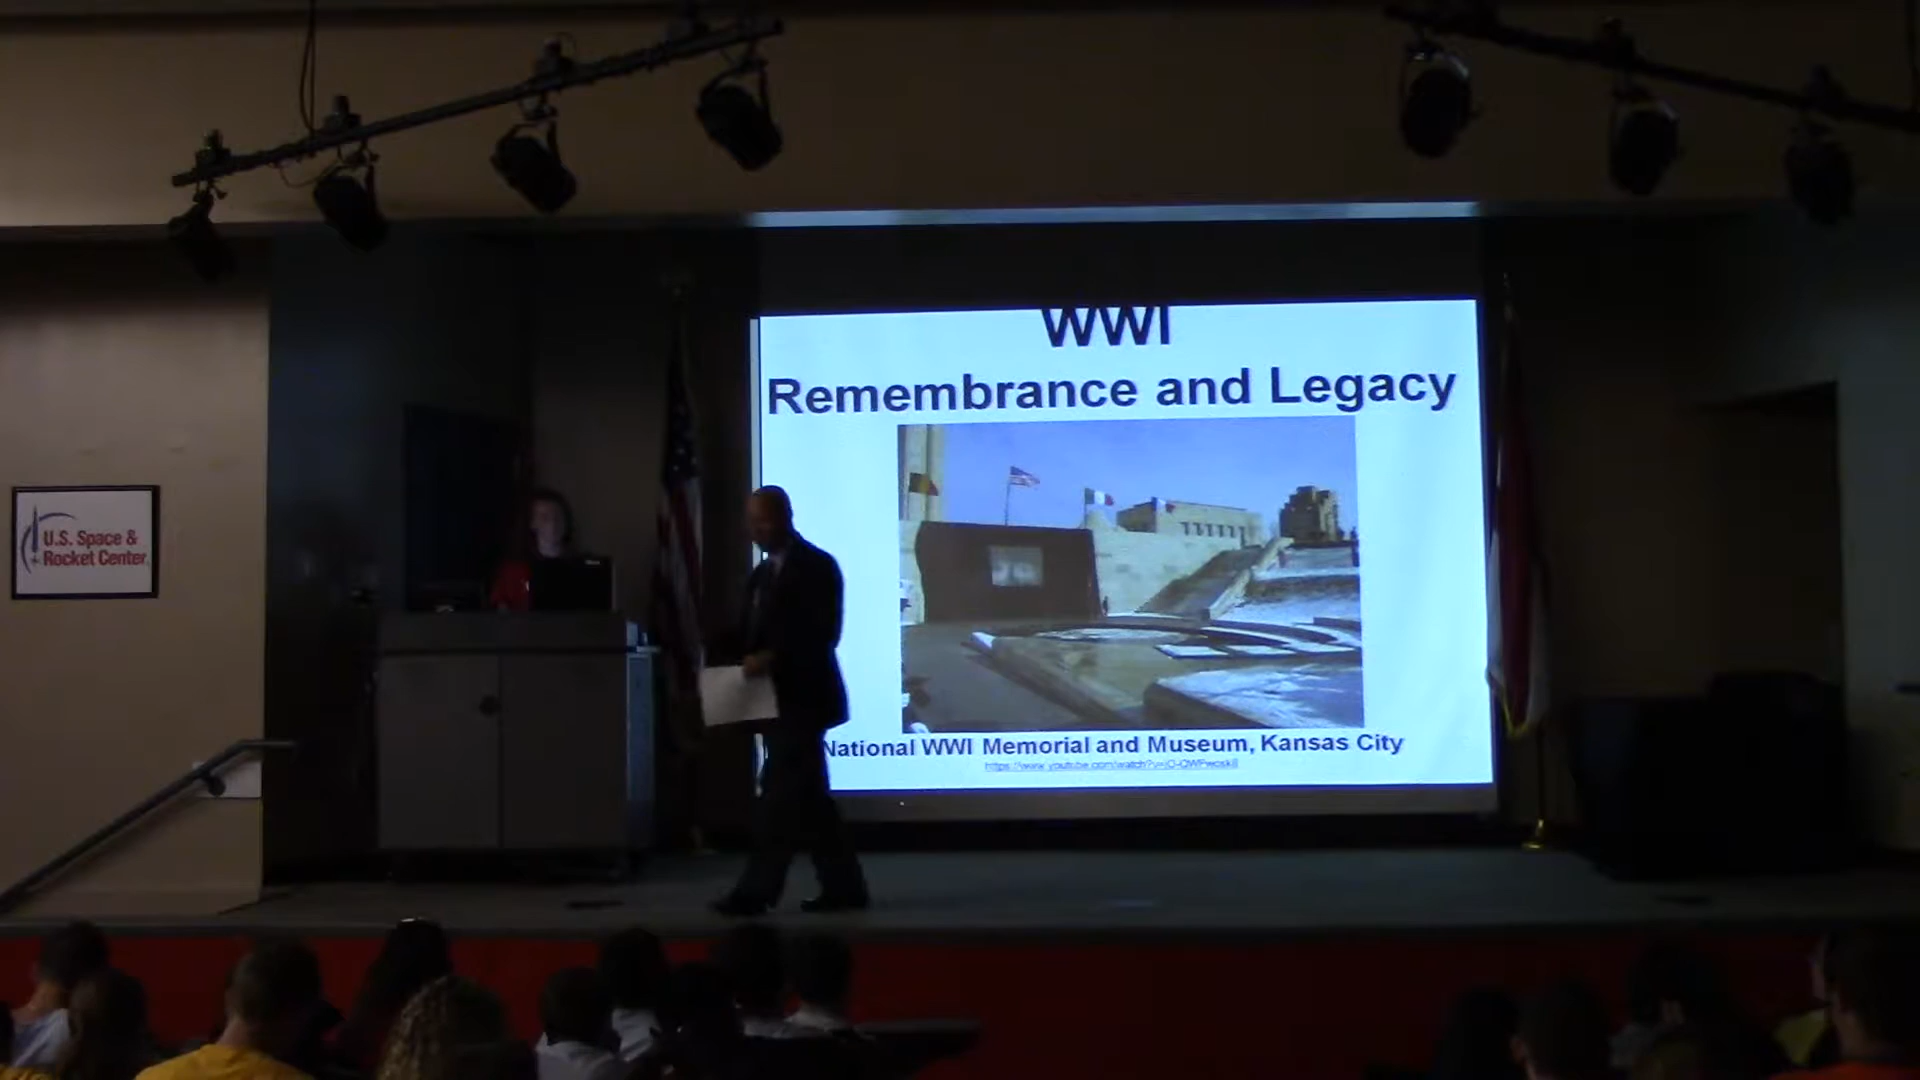 WWI
Remembrance and Legacy
U.S. Space &
Rocket Center
National WWI Memorial and Museum, Kansas City